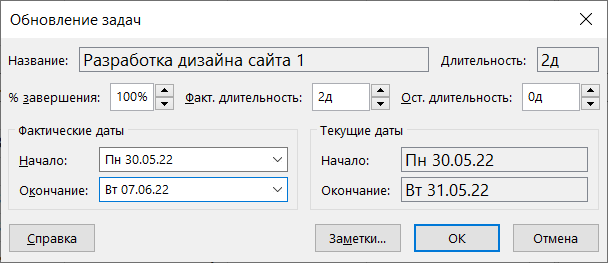 Обновление задач
Название: Разработка дизайна сайта 1 Длительность: 2д
% завершения: 100% Факт. длительность: 2д Ост. длительность: 0д
Фактические даты Текущие даты
Начало: Пн 30.05.22 Начало: Пн 30.05.22
Окончание: Вт 07.06.22 Окончание: Вт 31.05.22
Справка Заметки... ОК Отмена